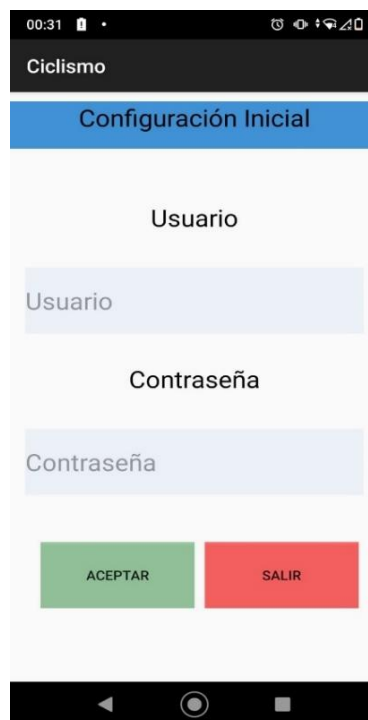 00:31
Ciclismo
Configuración Inicial
Usuario
Usuario
Contraseña
Contraseña
ACEPTAR SALIR